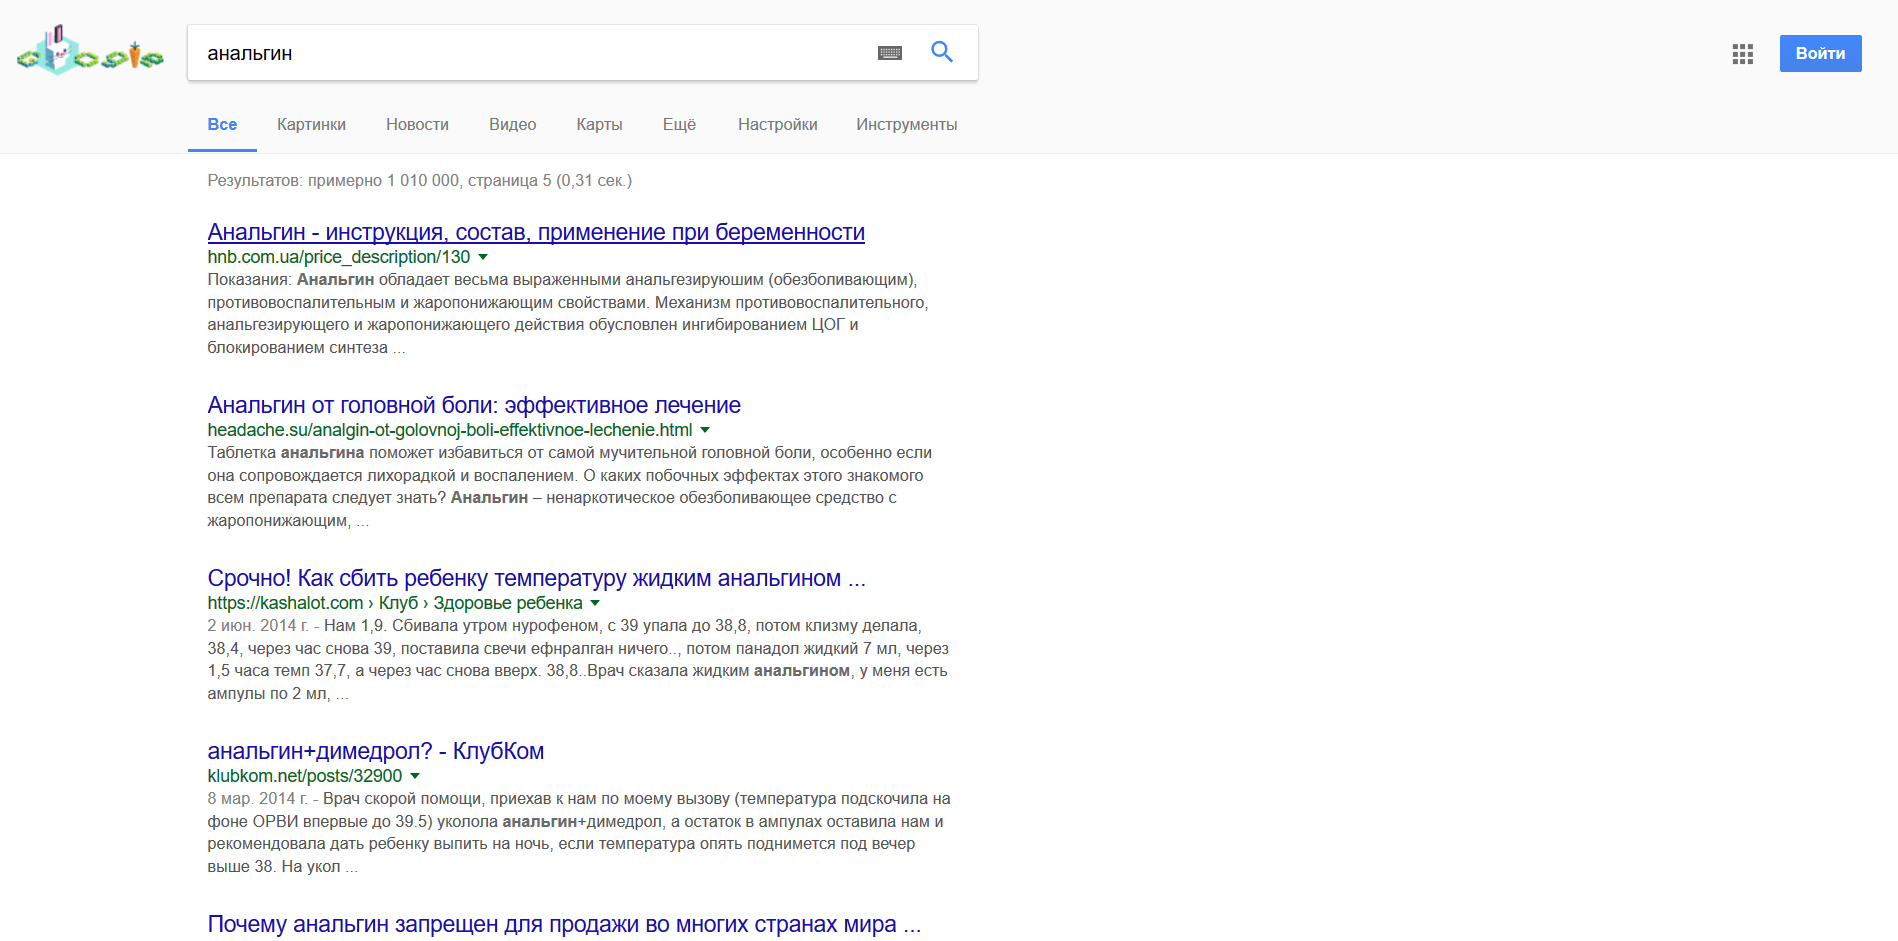 анальгин
Войти
Все Картинки Новости Видео Карты Ещё Настройки Инструменты
Результатов: примерно 1 010 000, страница 5 (0,31 сек.)
Анальгин - инструкция, состав, применение при беременности
hnb.com.ua/price_description/130
Показания: Анальгин обладает весьма выраженными анальгезируюшим (обезболивающим),
противовоспалительным и жаропонижающим свойствами. Механизм противовоспалительного,
анальгезирующего и жаропонижающего действия обусловлен ингибированием ЦОГ и
блокированием синтеза ...
Анальгин от головной боли: эффективное лечение
headache.su/analgin-ot-golovnoj-boli-effektivnoe-lechenie.html
Таблетка анальгина поможет избавиться от самой мучительной головной боли, особенно если
она сопровождается лихорадкой и воспалением. О каких побочных эффектах этого знакомого
всем препарата следует знать? Анальгин – ненаркотическое обезболивающее средство с
жаропонижающим, ...
Срочно! Как сбить ребенку температуру жидким анальгином ...
https://kashalot.com › Клуб › Здоровье ребенка
2 июн. 2014 г. - Нам 1,9. Сбивала утром нурофеном, с 39 упала до 38,8, потом клизму делала,
38,4, через час снова 39, поставила свечи ефнралган ничего.., потом панадол жидкий 7 мл, через
1,5 часа темп 37,7, а через час снова вверх. 38,8..Врач сказала жидким анальгином, у меня есть
ампулы по 2 мл, ...
анальгин+димедрол? - КлубКом
klubkom.net/posts/32900
8 мар. 2014 г. - Врач скорой помощи, приехав к нам по моему вызову (температура подскочила на
фоне ОРВИ впервые до 39.5) уколола анальгин+димедрол, а остаток в ампулах оставила нам и
рекомендовала дать ребенку выпить на ночь, если температура опять поднимется под вечер
выше 38. На укол ...
Почему анальгин запрещен для продажи во многих странах мира ...